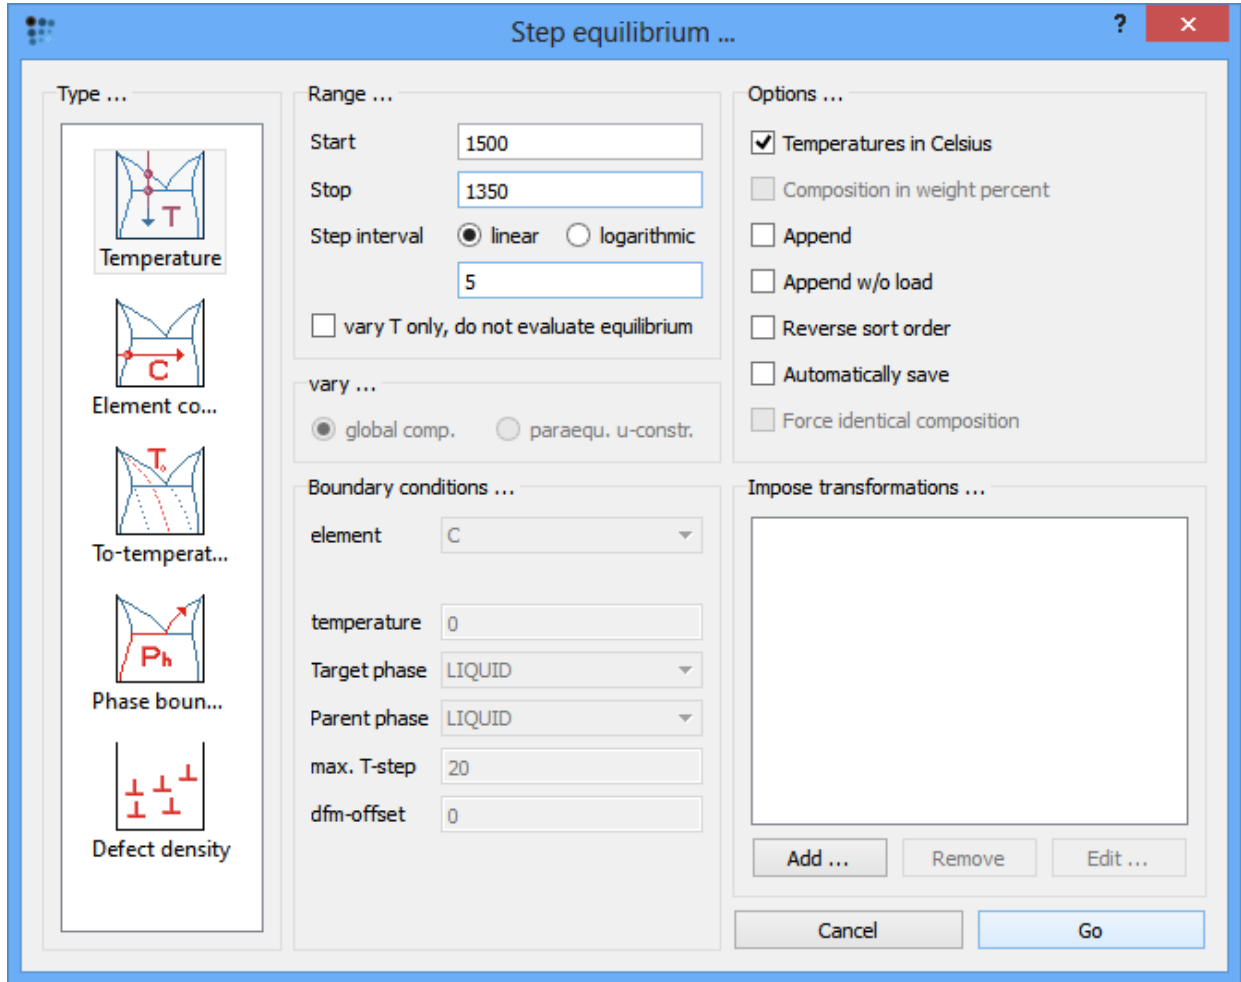 Step equilibrium ...
?
Type ...
T
Temperature
C
Element co...
T₀
To-temperat...
Ph
Phase boun...
Defect density
Range ...
Start 1500
Stop 1350
Step interval linear logarithmic
5
vary T only, do not evaluate equilibrium
vary ...
global comp. paraequ. u-constr.
Boundary conditions ...
element C
temperature 0
Target phase LIQUID
Parent phase LIQUID
max. T-step 20
dfm-offset 0
Options ...
Temperatures in Celsius
Composition in weight percent
Append
Append w/o load
Reverse sort order
Automatically save
Force identical composition
Impose transformations ...
Add ... Remove Edit ...
Cancel Go